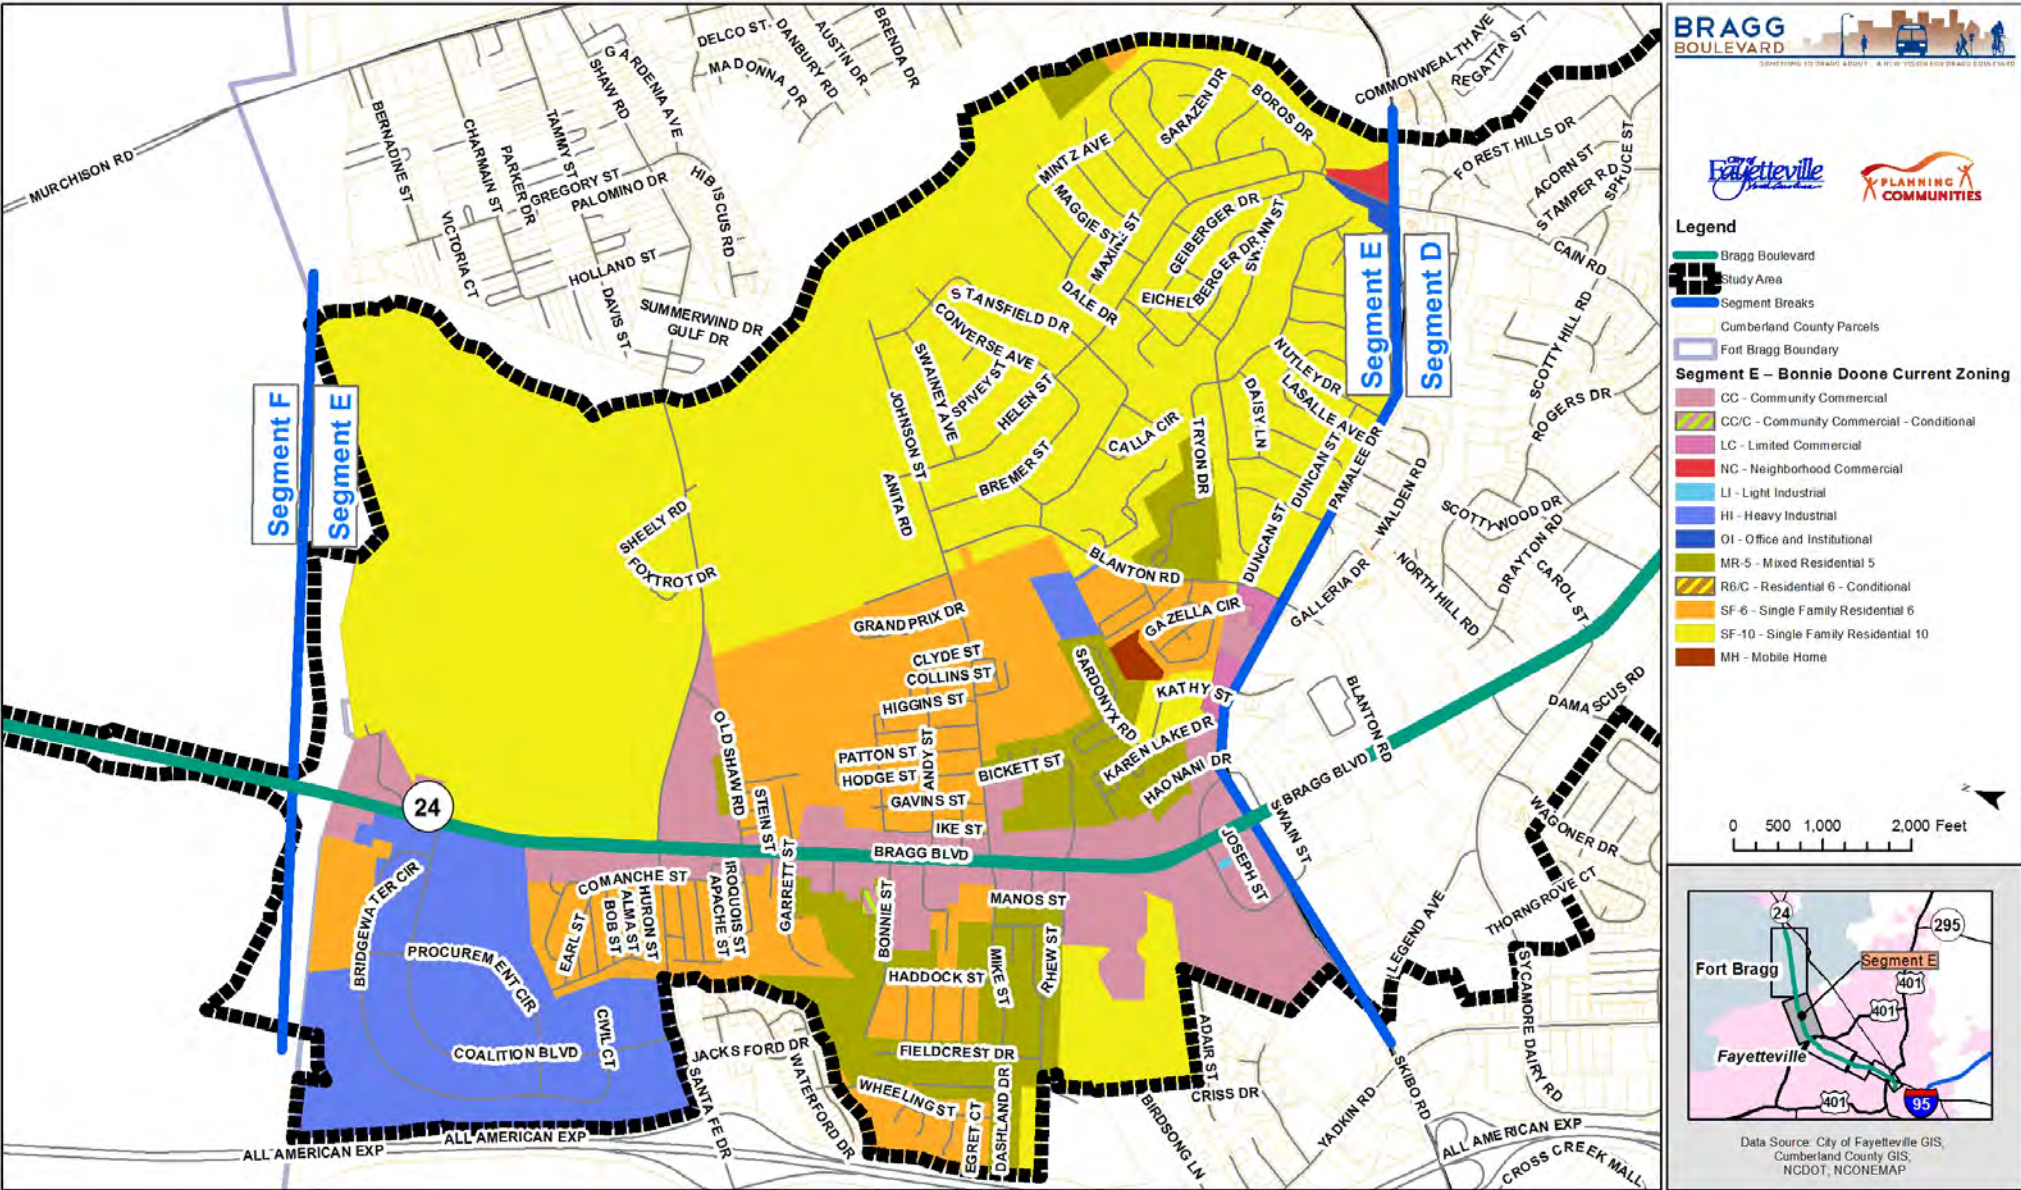 MURCHISON RD
BERNADINE ST
CHARMAIN ST
VICTORIA CT
PARKER DR
TAMMY ST
GREGORY ST
PALOMINO DR
SHAW RD
GARDENIA AVE
HIBISCUS RD
HOLLAND ST
DAVIS ST
SUMMERWIND DR
GULF DR
DELCO ST
MADONNA DR
DANBURY RD
AUSTIN DR
BRENDA DR
COMMONWEALTH AVE
REGATTA ST
FOREST HILLS DR
ACORN ST
STAMPER RD
SPRUCE ST
CAIN RD
SCOTTY HILL RD
ROGERS DR
SARAZEN DR
BOROS DR
MINTZ AVE
MAGGIE ST
MAXINE ST
GEIBERGER DR
EICHELBERGER DR
SWANN ST
DALE DR
STANSFIELD DR
CONVERSE AVE
SWAINEY AVE
SPIVEY ST
HELEN ST
JOHNSON ST
ANITA RD
BREMER ST
CALLA CIR
TRYON DR
DAISY LN
NUTLEY DR
LASALLE AVE
DUNCAN ST
DUNCAN ST
PAMALEE DR
WALDEN RD
SCOTTYWOOD DR
DRAYTON RD
CAROL ST
NORTH HILL RD
GALLERIA DR
Segment F
Segment E
Segment E
Segment D
SHEELY RD
FOXTROT DR
BLANTON RD
GAZELLA CIR
GRAND PRIX DR
CLYDE ST
COLLINS ST
HIGGINS ST
PATTON ST
HODGE ST
ANDY ST
GAVINS ST
IKE ST
BICKETT ST
SARDONYX RD
KATHY ST
KAREN LAKE DR
HAONANI DR
BLANTON RD
DAMASCUS RD
S BRAGG BLVD
SWAIN ST
JOSEPH ST
WAGONER DR
THORNGROVE CT
LEGEND AVE
SYCAMORE DAIRY RD
OLD SHAW RD
STEIN ST
GARRETT ST
24
BRAGG BLVD
BRIDGEWATER CIR
COMANCHE ST
EARL ST
BOB ST
ALMA ST
HURON ST
IROQUOIS ST
APACHE ST
BONNIE ST
MANOS ST
PROCUREMENT CIR
COALITION BLVD
CIVIL CT
HADDOCK ST
MIKE ST
RHEW ST
FIELDCREST DR
WHEELING ST
EGRET CT
DASHLAND DR
JACKS FORD DR
SANTA FE DR
WATERFORD DR
ADAIR ST
CRISS DR
BIRDSONG LN
YADKIN RD
SKIBO RD
ALL AMERICAN EXP
ALL AMERICAN EXP
ALL AMERICAN EXP
CROSS CREEK MALL
BRAGG
BOULEVARD
City of
Fayetteville
North Carolina
PLANNING
COMMUNITIES
Legend
Bragg Boulevard
Study Area
Segment Breaks
Cumberland County Parcels
Fort Bragg Boundary
Segment E – Bonnie Doone Current Zoning
CC - Community Commercial
CC/C - Community Commercial - Conditional
LC - Limited Commercial
NC - Neighborhood Commercial
LI - Light Industrial
HI - Heavy Industrial
OI - Office and Institutional
MR-5 - Mixed Residential 5
R6/C - Residential 6 - Conditional
SF-6 - Single Family Residential 6
SF-10 - Single Family Residential 10
MH - Mobile Home
N
0 500 1,000 2,000 Feet
24
295
Fort Bragg
Segment E
401
401
Fayetteville
401
95
Data Source: City of Fayetteville GIS,
Cumberland County GIS,
NCDOT, NCONEMAP